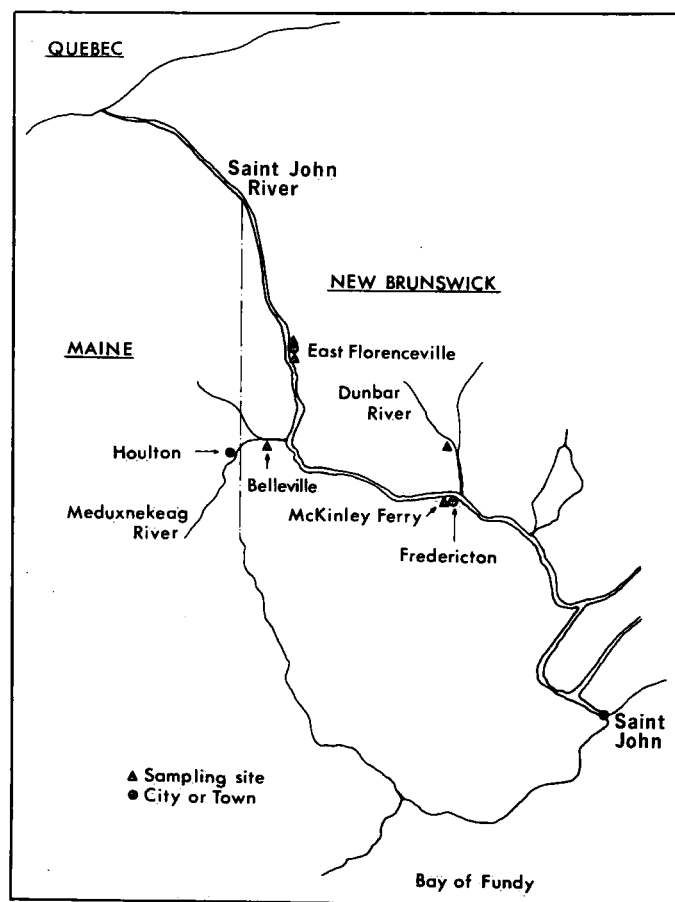 QUEBEC
Saint John
River
NEW BRUNSWICK
MAINE
East Florenceville
Dunbar
River
Houlton
Belleville
Meduxnekeag
River
McKinley Ferry
Fredericton
Saint
John
Sampling site
City or Town
Bay of Fundy